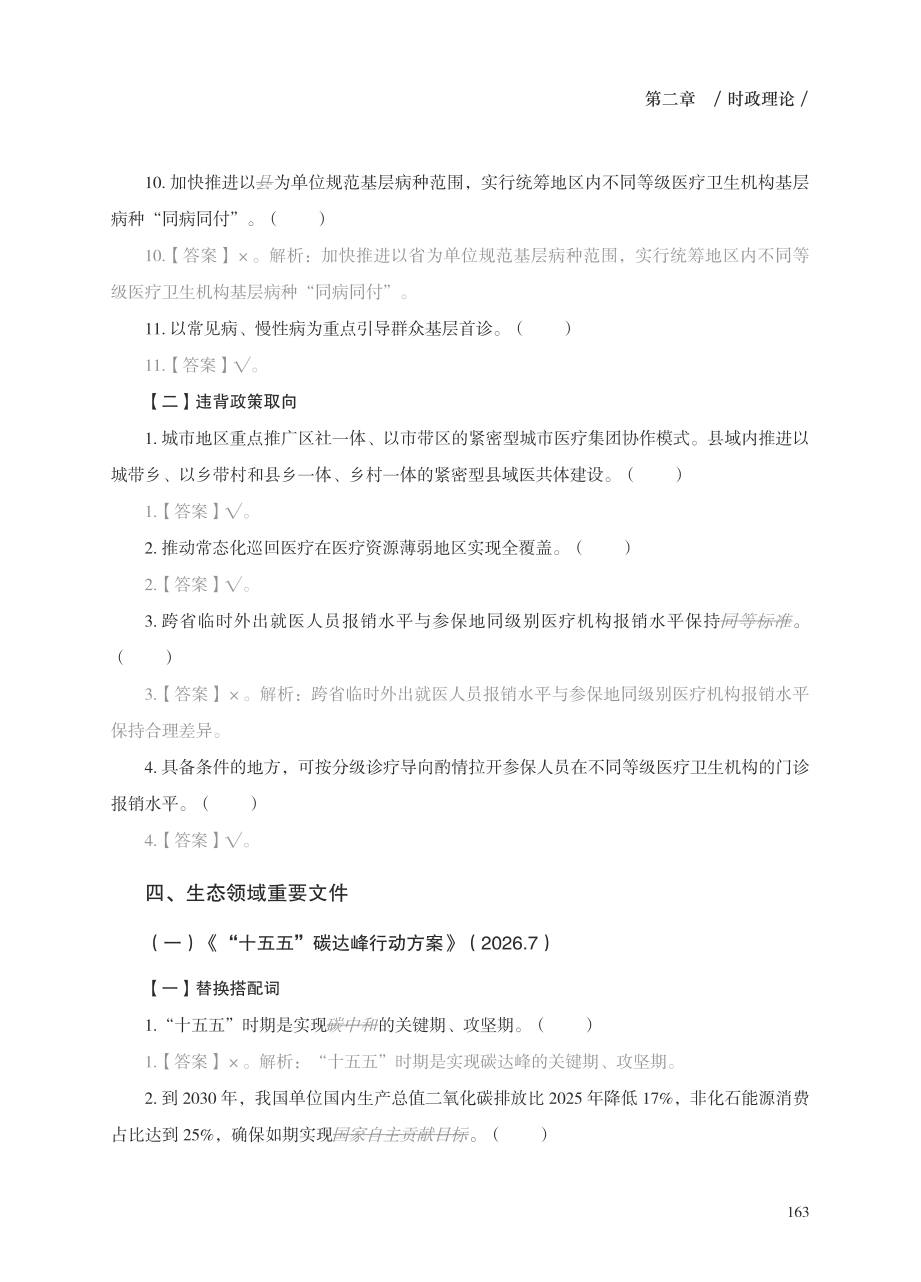 第二章 / 时政理论 /
10. 加快推进以县为单位规范基层病种范围，实行统筹地区内不同等级医疗卫生机构基层
病种“同病同付”。（  ）
10.【答案】×。解析：加快推进以省为单位规范基层病种范围，实行统筹地区内不同等
级医疗卫生机构基层病种“同病同付”。
11. 以常见病、慢性病为重点引导群众基层首诊。（  ）
11.【答案】√。
【二】违背政策取向
1. 城市地区重点推广区社一体、以市带区的紧密型城市医疗集团协作模式。县域内推进以
城带乡、以乡带村和县乡一体、乡村一体的紧密型县域医共体建设。（  ）
1.【答案】√。
2. 推动常态化巡回医疗在医疗资源薄弱地区实现全覆盖。（  ）
2.【答案】√。
3. 跨省临时外出就医人员报销水平与参保地同级别医疗机构报销水平保持同等标准。
（  ）
3.【答案】×。解析：跨省临时外出就医人员报销水平与参保地同级别医疗机构报销水平
保持合理差异。
4. 具备条件的地方，可按分级诊疗导向酌情拉开参保人员在不同等级医疗卫生机构的门诊
报销水平。（  ）
4.【答案】√。
四、生态领域重要文件
（一）《“十五五”碳达峰行动方案》（2026.7）
【一】替换搭配词
1.“十五五”时期是实现碳中和的关键期、攻坚期。（  ）
1.【答案】×。解析：“十五五”时期是实现碳达峰的关键期、攻坚期。
2. 到 2030 年，我国单位国内生产总值二氧化碳排放比 2025 年降低 17%，非化石能源消费
占比达到 25%，确保如期实现国家自主贡献目标。（  ）
163